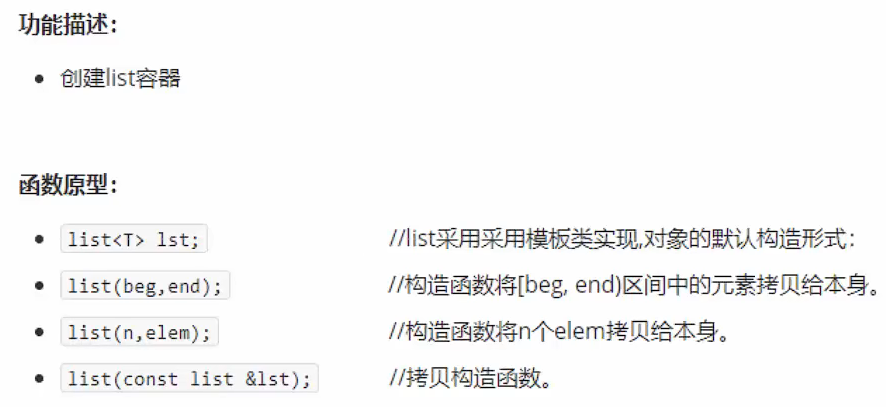 功能描述：
• 创建list容器
函数原型：
• list<T> lst; //list采用采用模板类实现,对象的默认构造形式：
• list(beg,end); //构造函数将[beg, end)区间中的元素拷贝给本身。
• list(n,elem); //构造函数将n个elem拷贝给本身。
• list(const list &lst); //拷贝构造函数。